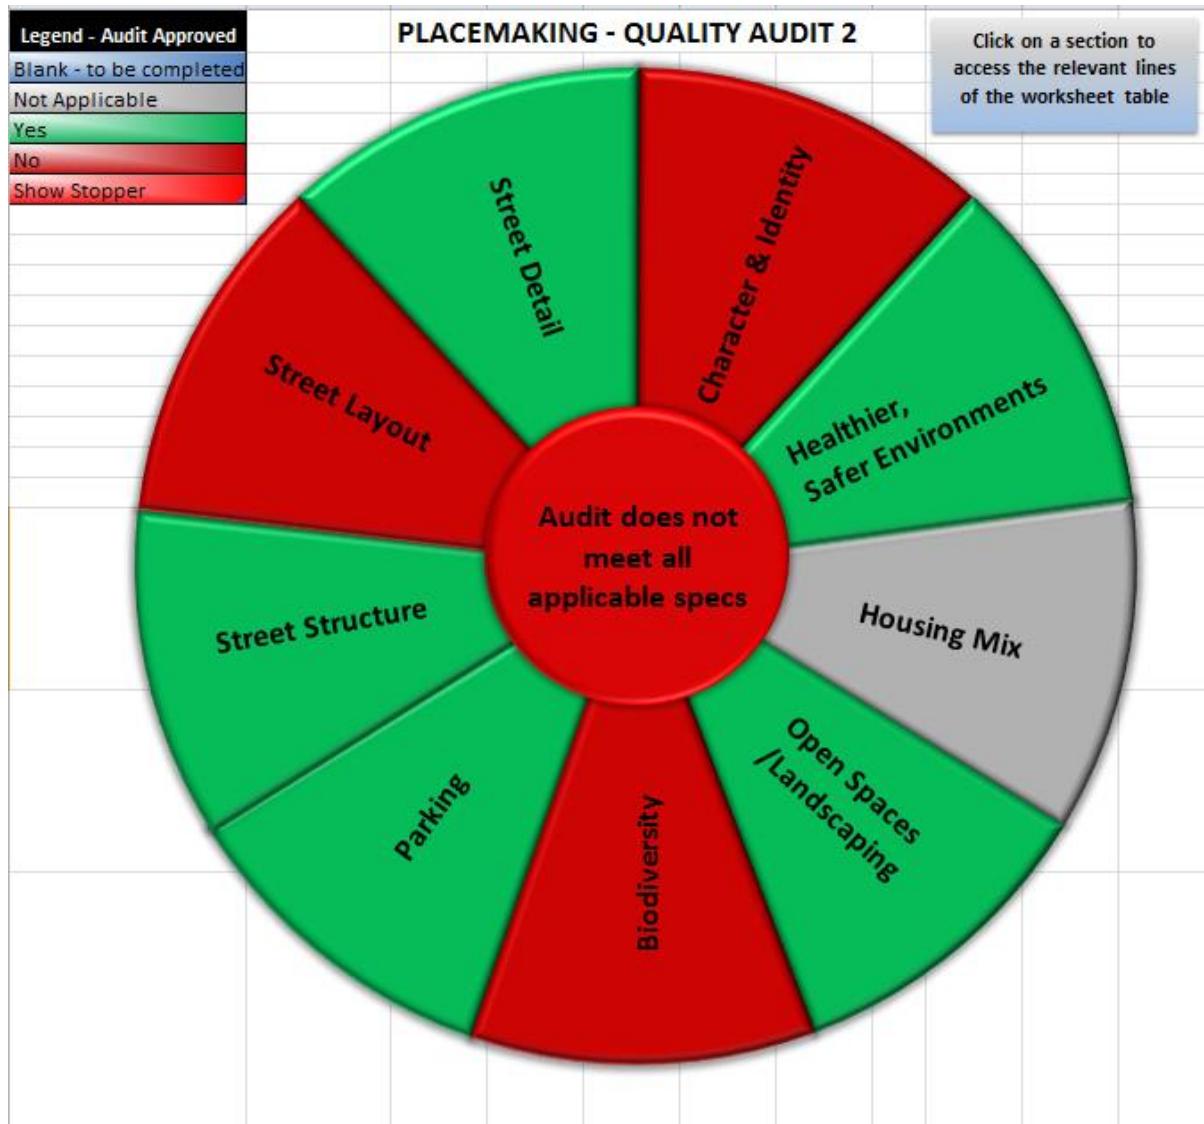 Legend - Audit Approved
Blank - to be completed
Not Applicable
Yes
No
Show Stopper
PLACEMAKING - QUALITY AUDIT 2
Click on a section to
access the relevant lines
of the worksheet table
Street Detail
Character & Identity
Healthier,
Safer Environments
Housing Mix
Open Spaces
/Landscaping
Biodiversity
Parking
Street Structure
Street Layout
Audit does not
meet all
applicable specs